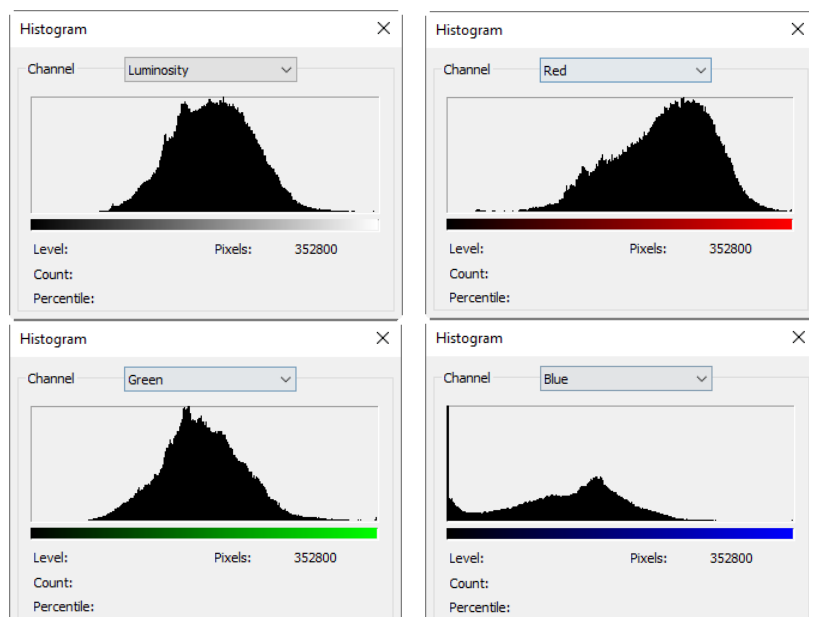 Histogram
Channel Luminosity
Level: Pixels: 352800
Count:
Percentile:
Histogram
Channel Red
Level: Pixels: 352800
Count:
Percentile:
Histogram
Channel Green
Level: Pixels: 352800
Count:
Percentile:
Histogram
Channel Blue
Level: Pixels: 352800
Count:
Percentile: